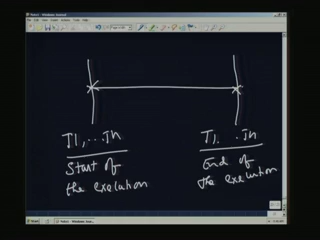 T1, ... Tn
Start of
the execution
T1, .. Tn
End of
the execution